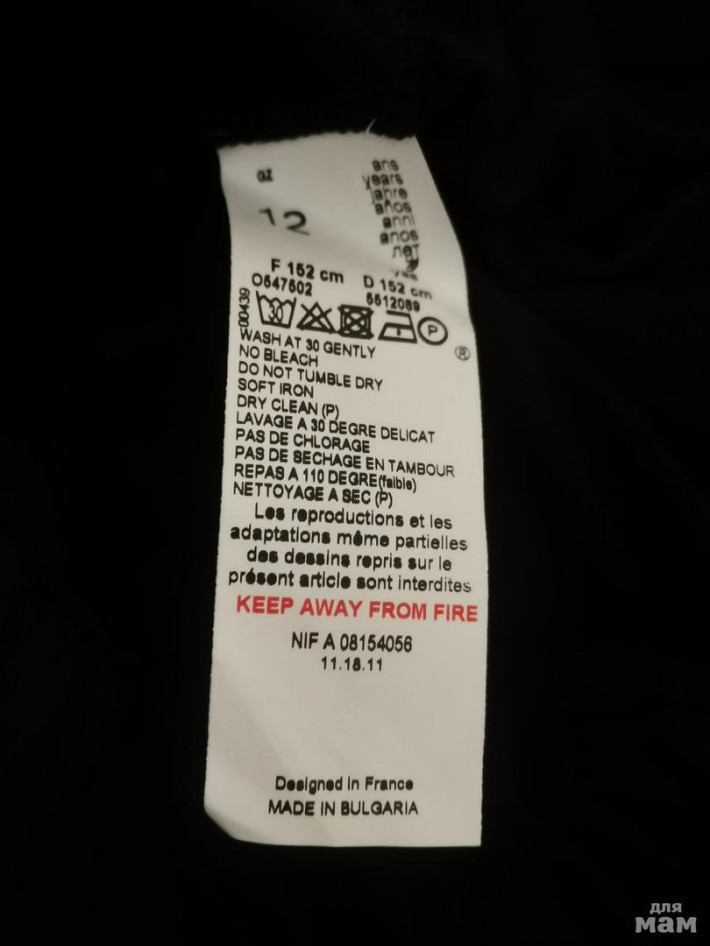 az
12
ans
years
Jahre
años
anni
anos
лет
F 152 cm D 152 cm
O547602 5512089
E00439
30
P
®
WASH AT 30 GENTLY
NO BLEACH
DO NOT TUMBLE DRY
SOFT IRON
DRY CLEAN (P)
LAVAGE A 30 DEGRE DELICAT
PAS DE CHLORAGE
PAS DE SECHAGE EN TAMBOUR
REPAS A 110 DEGRE(faible)
NETTOYAGE A SEC (P)
Les reproductions et les
adaptations même partielles
des dessins repris sur le
présent article sont interdites
KEEP AWAY FROM FIRE
NIF A 08154056
11.18.11
Designed in France
MADE IN BULGARIA
для
мам